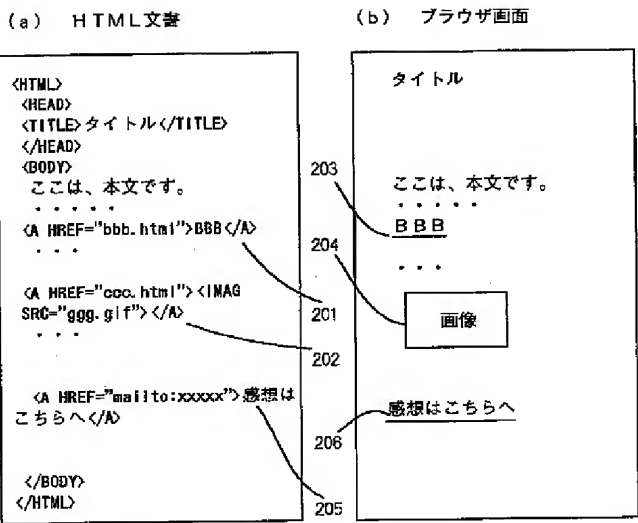 (a) HTML文書
<HTML>
<HEAD>
<TITLE>タイトル</TITLE>
</HEAD>
<BODY>
ここは、本文です。
・・・・・
<A HREF="bbb.html">BBB</A>
・・・
<A HREF="ccc.html"><IMAG
SRC="ggg.gif"></A>
・・・
<A HREF="mailto:xxxxx">感想は
こちらへ</A>
</BODY>
</HTML>
203
204
201
202
206
205
(b) ブラウザ画面
タイトル
ここは、本文です。
・・・・・
BBB
・・・
画像
感想はこちらへ